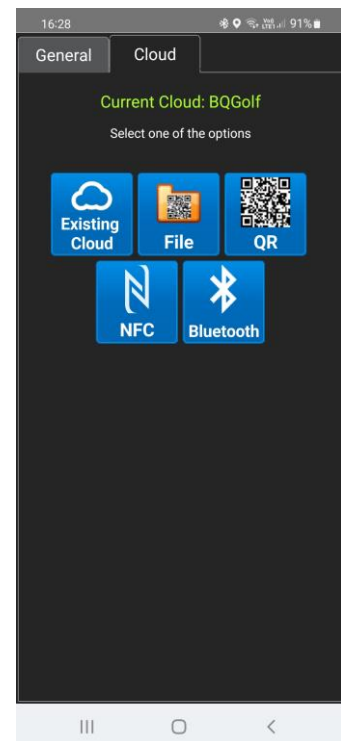 16:28 91%
General Cloud
Current Cloud: BQGolf
Select one of the options
Existing
Cloud
File
QR
NFC
Bluetooth